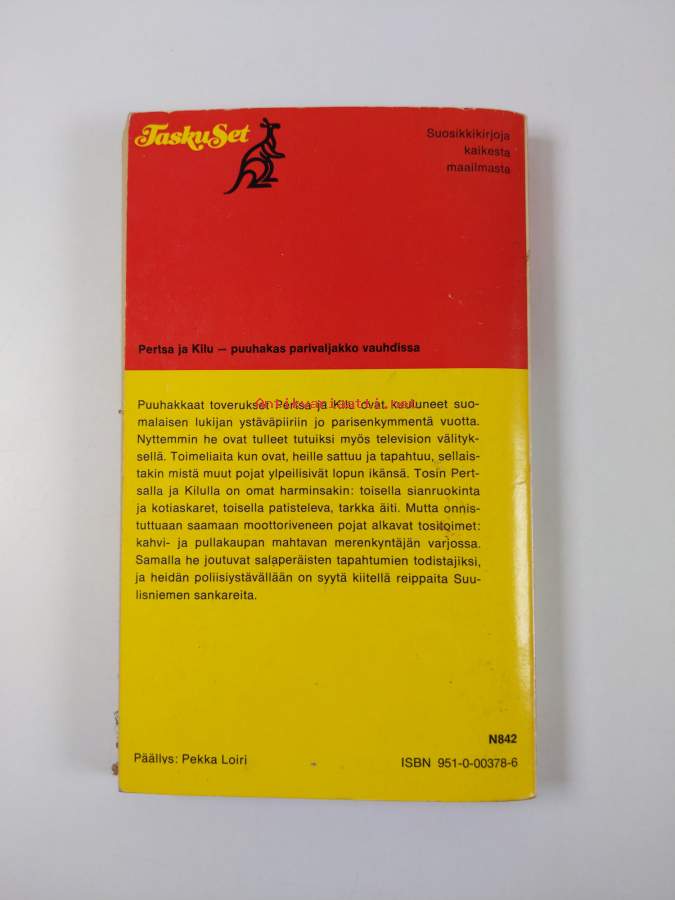 TaskuSet
Suosikkikirjoja
kaikesta
maailmasta
Pertsa ja Kilu – puuhakas parivaljakko vauhdissa
Puuhakkaat toverukset Pertsa ja Kilu ovat kuuluneet suo-
malaisen lukijan ystäväpiiriin jo parisenkymmentä vuotta.
Nyttemmin he ovat tulleet tutuiksi myös television välityk-
sellä. Toimeliaita kun ovat, heille sattuu ja tapahtuu, sellais-
takin mistä muut pojat ylpeilisivät lopun ikänsä. Tosin Pert-
salla ja Kilulla on omat harminsakin: toisella sianruokinta
ja kotiaskaret, toisella patisteleva, tarkka äiti. Mutta onnis-
tuttuaan saamaan moottoriveneen pojat alkavat tositoimet:
kahvi- ja pullakaupan mahtavan merenkyntäjän varjossa.
Samalla he joutuvat salaperäisten tapahtumien todistajiksi,
ja heidän poliisiystävällään on syytä kiitellä reippaita Suu-
lisniemen sankareita.
N842
Päällys: Pekka Loiri
ISBN 951-0-00378-6